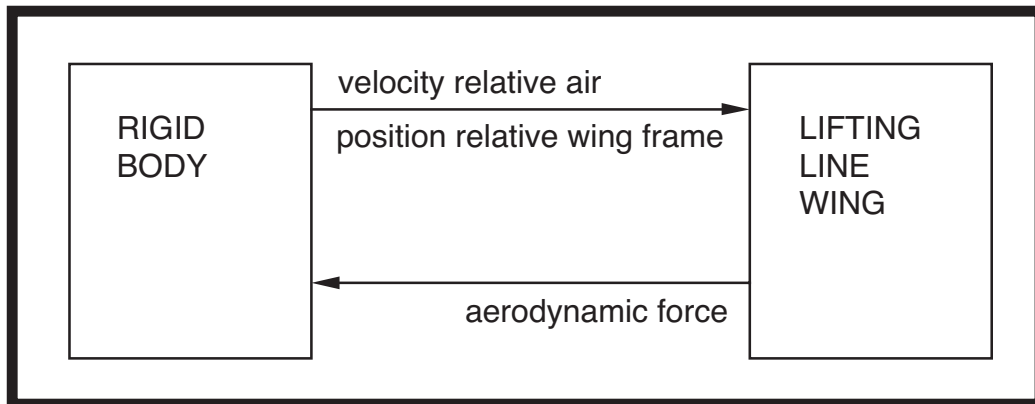 RIGID
BODY
velocity relative air
position relative wing frame
LIFTING
LINE
WING
aerodynamic force